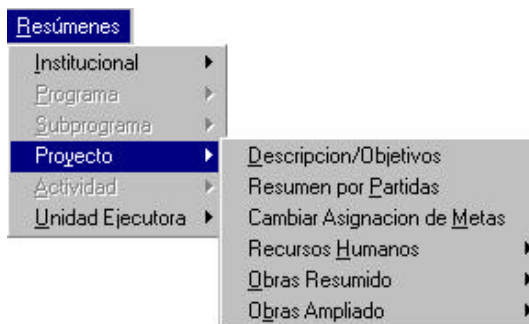 Resúmenes
Institucional
Programa
Subprograma
Proyecto
Actividad
Unidad Ejecutora
Descripcion/Objetivos
Resumen por Partidas
Cambiar Asignacion de Metas
Recursos Humanos
Obras Resumido
Obras Ampliado